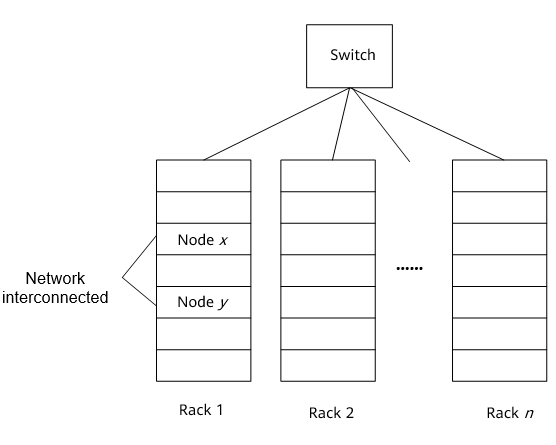 Switch
Node x
Network
interconnected
Node y
......
Rack 1
Rack 2
Rack n